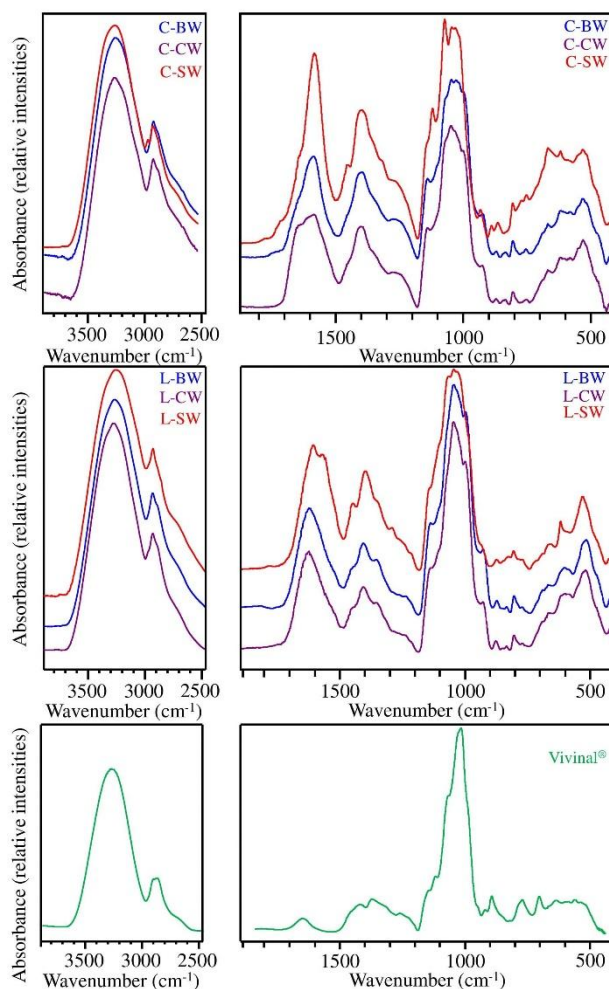 Absorbance (relative intensities)
C-BW
C-CW
C-SW
3500 3000 2500
Wavenumber (cm-1)
C-BW
C-CW
C-SW
1500 1000 500
Wavenumber (cm-1)
Absorbance (relative intensities)
L-BW
L-CW
L-SW
3500 3000 2500
Wavenumber (cm-1)
L-BW
L-CW
L-SW
1500 1000 500
Wavenumber (cm-1)
Absorbance (relative intensities)
3500 3000 2500
Wavenumber (cm-1)
Vivinal®
1500 1000 500
Wavenumber (cm-1)